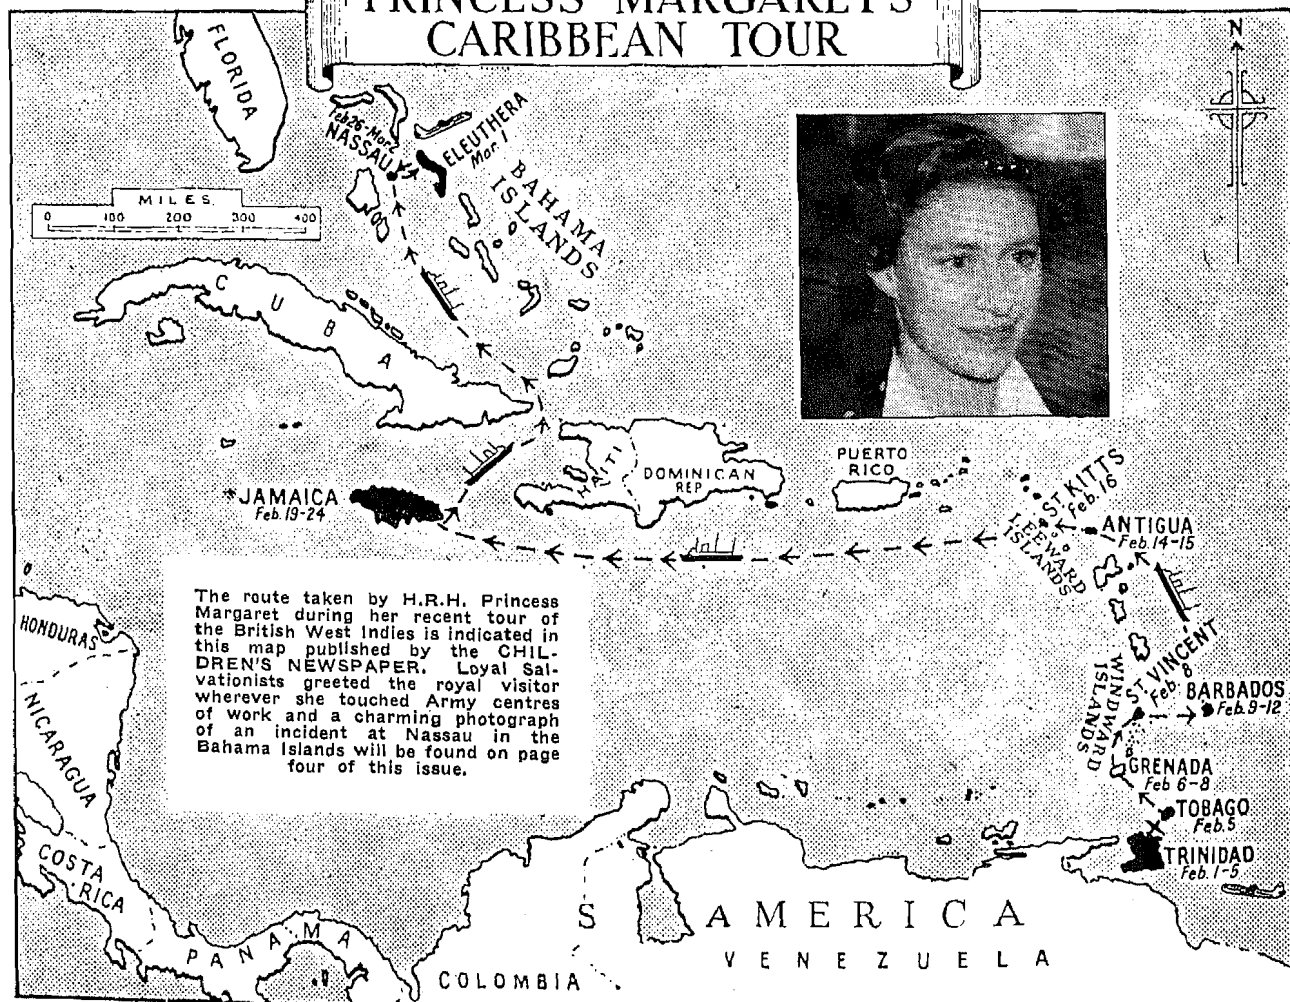 PRINCESS MARGARET'S
CARIBBEAN TOUR
FLORIDA
N
Feb 26-Mar. 2
NASSAU
ELEUTHERA
Mar. 1
BAHAMA
ISLANDS
MILES
0 100 200 300 400
CUBA
HAITI
DOMINICAN
REP.
PUERTO
RICO
*JAMAICA
Feb. 19-24
ST KITTS
Feb. 16
LEEWARD
ISLANDS
ANTIGUA
Feb. 14-15
The route taken by H.R.H. Princess
Margaret during her recent tour of
the British West Indies is indicated in
this map published by the CHIL-
DREN'S NEWSPAPER. Loyal Sal-
vationists greeted the royal visitor
wherever she touched Army centres
of work and a charming photograph
of an incident at Nassau in the
Bahama Islands will be found on page
four of this issue.
HONDURAS
NICARAGUA
COSTA
RICA
PANAMA
ST. VINCENT
Feb. 8
WINDWARD
ISLANDS
BARBADOS
Feb. 9-12
GRENADA
Feb 6-8
TOBAGO
Feb. 5
TRINIDAD
Feb. 1-5
S AMERICA
VENEZUELA
COLOMBIA